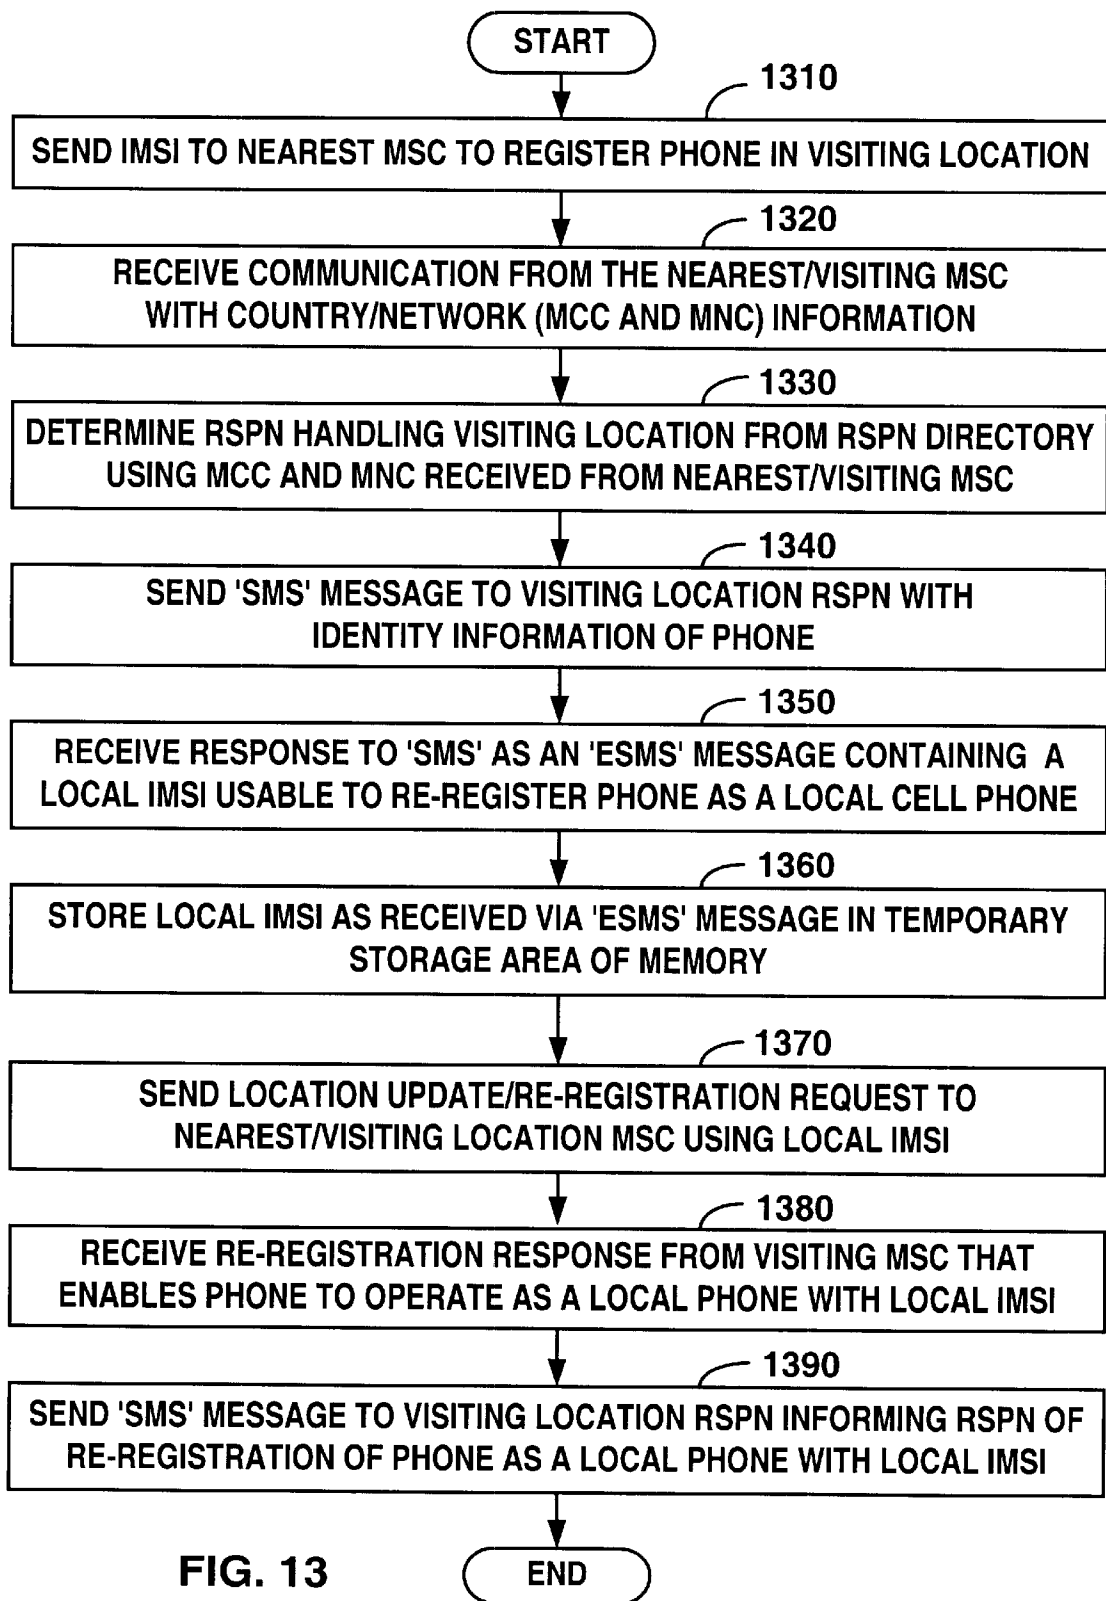 START
1310
SEND IMSI TO NEAREST MSC TO REGISTER PHONE IN VISITING LOCATION
1320
RECEIVE COMMUNICATION FROM THE NEAREST/VISITING MSC
WITH COUNTRY/NETWORK (MCC AND MNC) INFORMATION
1330
DETERMINE RSPN HANDLING VISITING LOCATION FROM RSPN DIRECTORY
USING MCC AND MNC RECEIVED FROM NEAREST/VISITING MSC
1340
SEND 'SMS' MESSAGE TO VISITING LOCATION RSPN WITH
IDENTITY INFORMATION OF PHONE
1350
RECEIVE RESPONSE TO 'SMS' AS AN 'ESMS' MESSAGE CONTAINING A
LOCAL IMSI USABLE TO RE-REGISTER PHONE AS A LOCAL CELL PHONE
1360
STORE LOCAL IMSI AS RECEIVED VIA 'ESMS' MESSAGE IN TEMPORARY
STORAGE AREA OF MEMORY
1370
SEND LOCATION UPDATE/RE-REGISTRATION REQUEST TO
NEAREST/VISITING LOCATION MSC USING LOCAL IMSI
1380
RECEIVE RE-REGISTRATION RESPONSE FROM VISITING MSC THAT
ENABLES PHONE TO OPERATE AS A LOCAL PHONE WITH LOCAL IMSI
1390
SEND 'SMS' MESSAGE TO VISITING LOCATION RSPN INFORMING RSPN OF
RE-REGISTRATION OF PHONE AS A LOCAL PHONE WITH LOCAL IMSI
FIG. 13
END